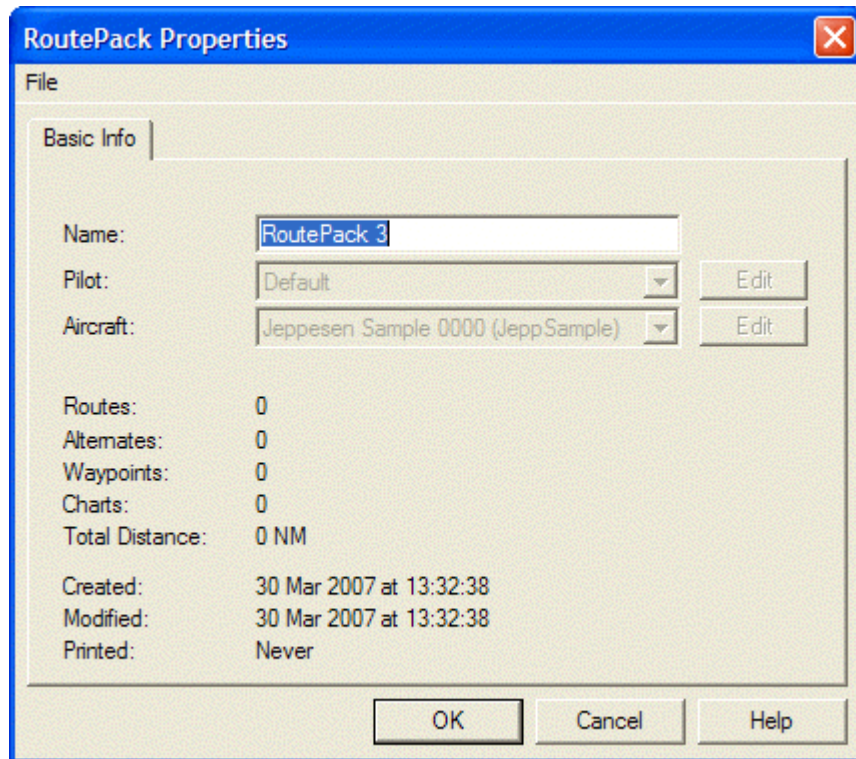 RoutePack Properties
File
Basic Info
Name: RoutePack 3
Pilot: Default Edit
Aircraft: Jeppesen Sample 0000 (JeppSample) Edit
Routes: 0
Alternates: 0
Waypoints: 0
Charts: 0
Total Distance: 0 NM
Created: 30 Mar 2007 at 13:32:38
Modified: 30 Mar 2007 at 13:32:38
Printed: Never
OK Cancel Help